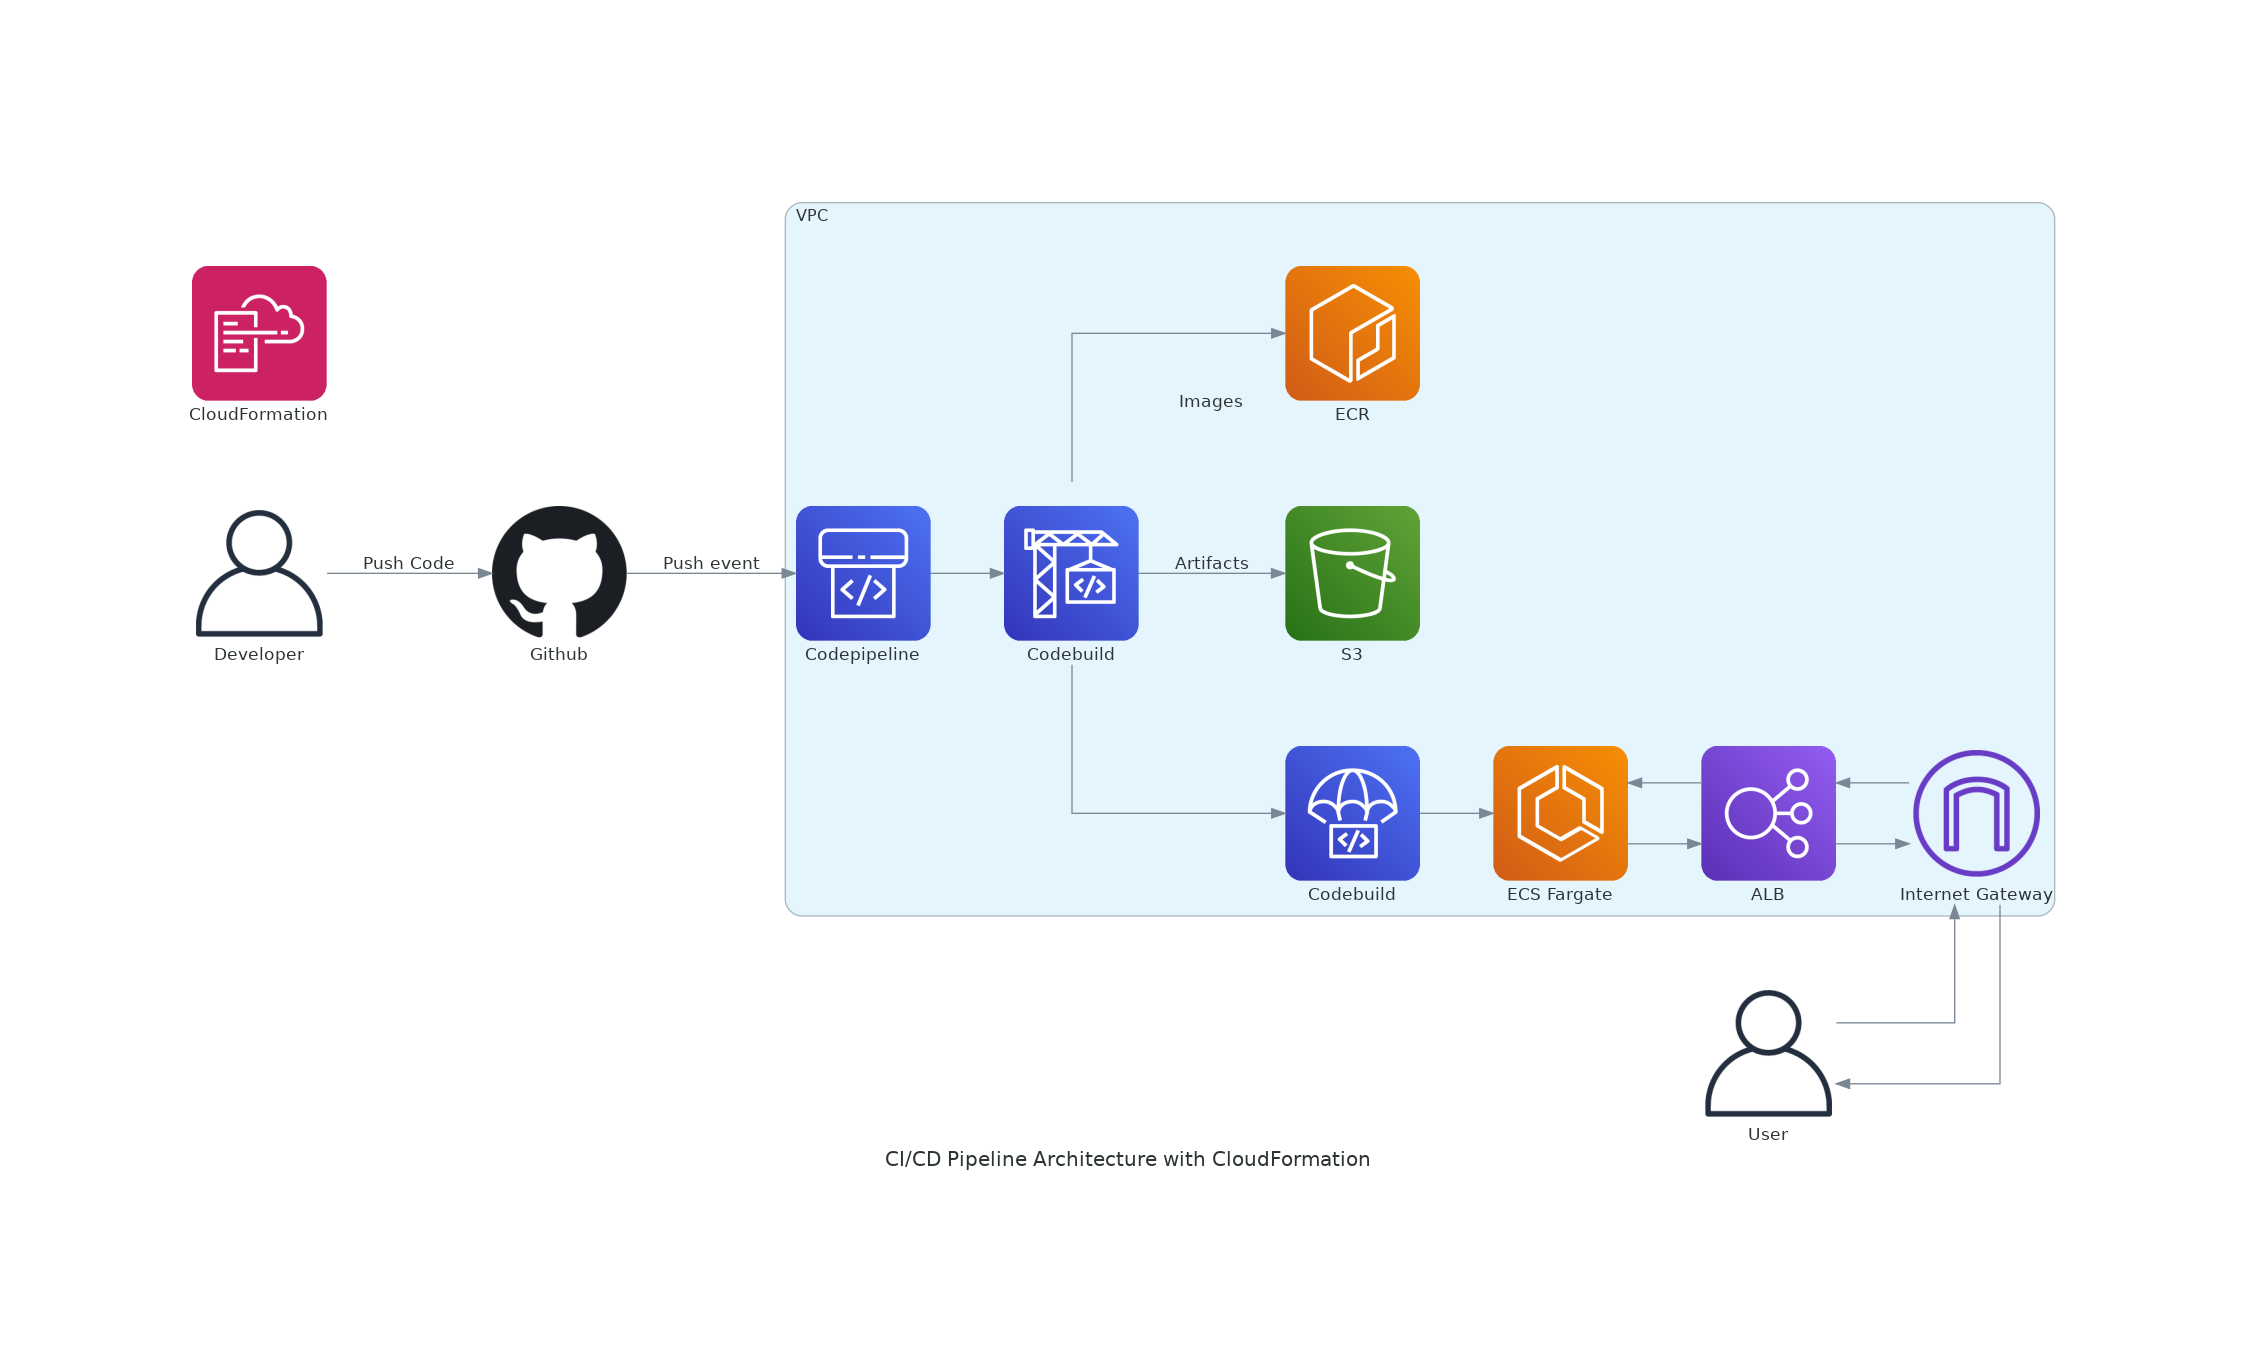 VPC
CloudFormation
Images
ECR
Push Code
Push event
Artifacts
Developer
Github
Codepipeline
Codebuild
S3
Codebuild
ECS Fargate
ALB
Internet Gateway
User
CI/CD Pipeline Architecture with CloudFormation